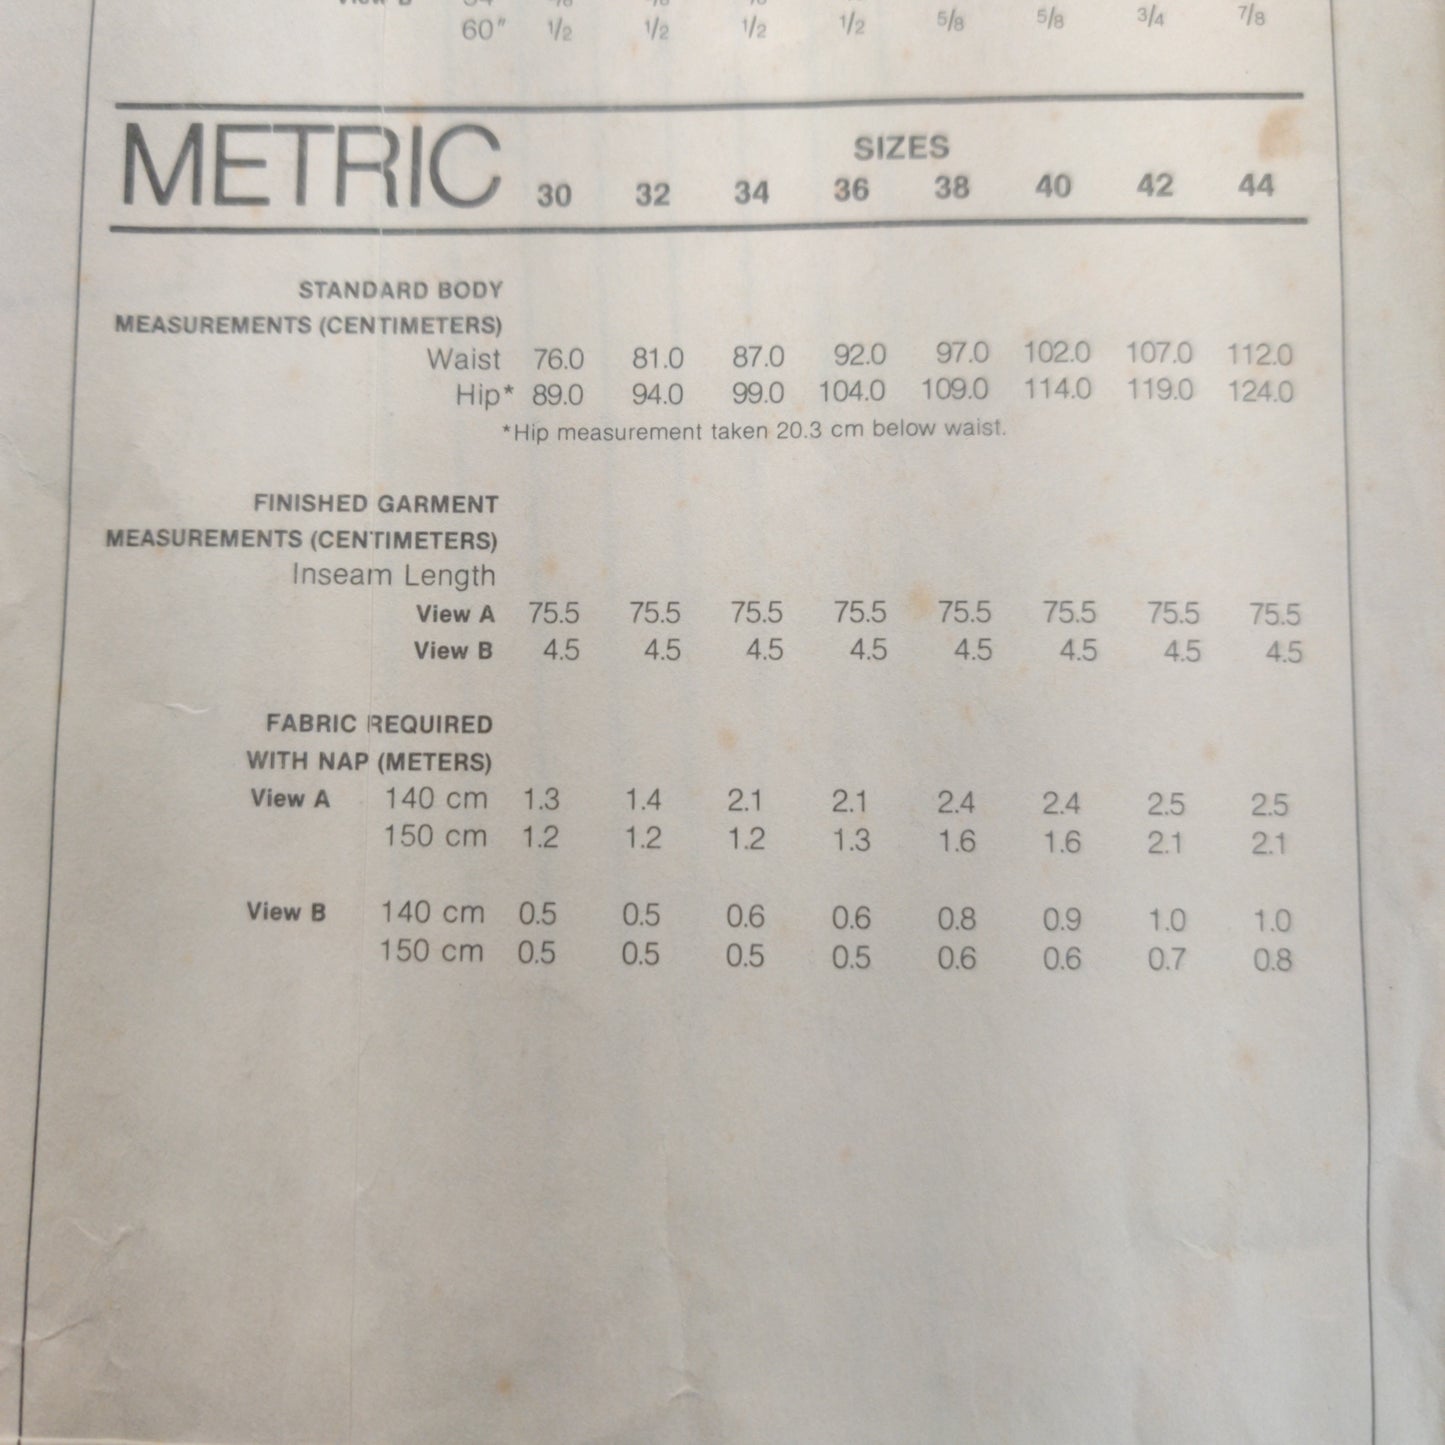 View B
60" 1/2 1/2 1/2 1/2 5/8 5/8 3/4 7/8
METRIC SIZES
30 32 34 36 38 40 42 44
STANDARD BODY
MEASUREMENTS (CENTIMETERS)
Waist 76.0 81.0 87.0 92.0 97.0 102.0 107.0 112.0
Hip* 89.0 94.0 99.0 104.0 109.0 114.0 119.0 124.0
*Hip measurement taken 20.3 cm below waist.
FINISHED GARMENT
MEASUREMENTS (CENTIMETERS)
Inseam Length
View A 75.5 75.5 75.5 75.5 75.5 75.5 75.5 75.5
View B 4.5 4.5 4.5 4.5 4.5 4.5 4.5 4.5
FABRIC REQUIRED
WITH NAP (METERS)
View A 140 cm 1.3 1.4 2.1 2.1 2.4 2.4 2.5 2.5
150 cm 1.2 1.2 1.2 1.3 1.6 1.6 2.1 2.1
View B 140 cm 0.5 0.5 0.6 0.6 0.8 0.9 1.0 1.0
150 cm 0.5 0.5 0.5 0.5 0.6 0.6 0.7 0.8